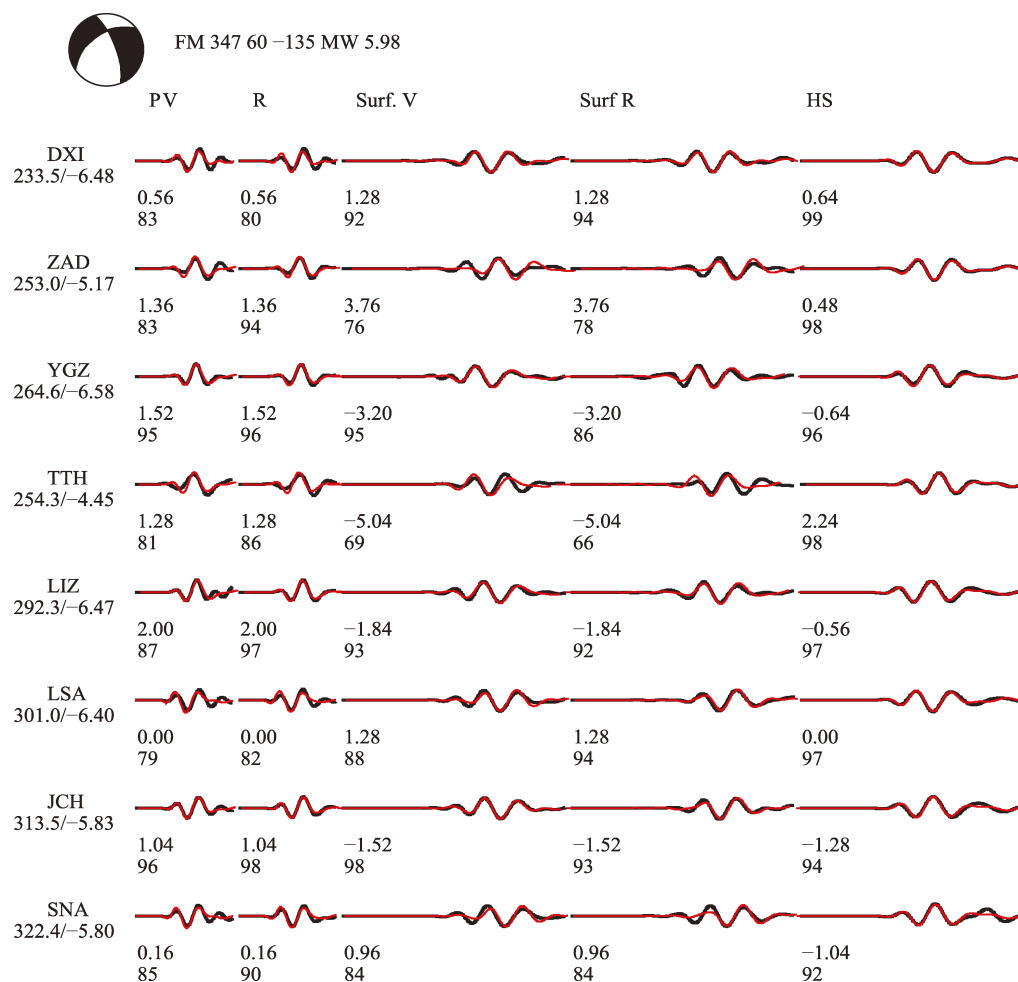 FM 347 60 −135 MW 5.98
PV R Surf. V Surf R HS
DXI
233.5/−6.48
0.56 0.56 1.28 1.28 0.64
83 80 92 94 99
ZAD
253.0/−5.17
1.36 1.36 3.76 3.76 0.48
83 94 76 78 98
YGZ
264.6/−6.58
1.52 1.52 −3.20 −3.20 −0.64
95 96 95 86 96
TTH
254.3/−4.45
1.28 1.28 −5.04 −5.04 2.24
81 86 69 66 98
LIZ
292.3/−6.47
2.00 2.00 −1.84 −1.84 −0.56
87 97 93 92 97
LSA
301.0/−6.40
0.00 0.00 1.28 1.28 0.00
79 82 88 94 97
JCH
313.5/−5.83
1.04 1.04 −1.52 −1.52 −1.28
96 98 98 93 94
SNA
322.4/−5.80
0.16 0.16 0.96 0.96 −1.04
85 90 84 84 92